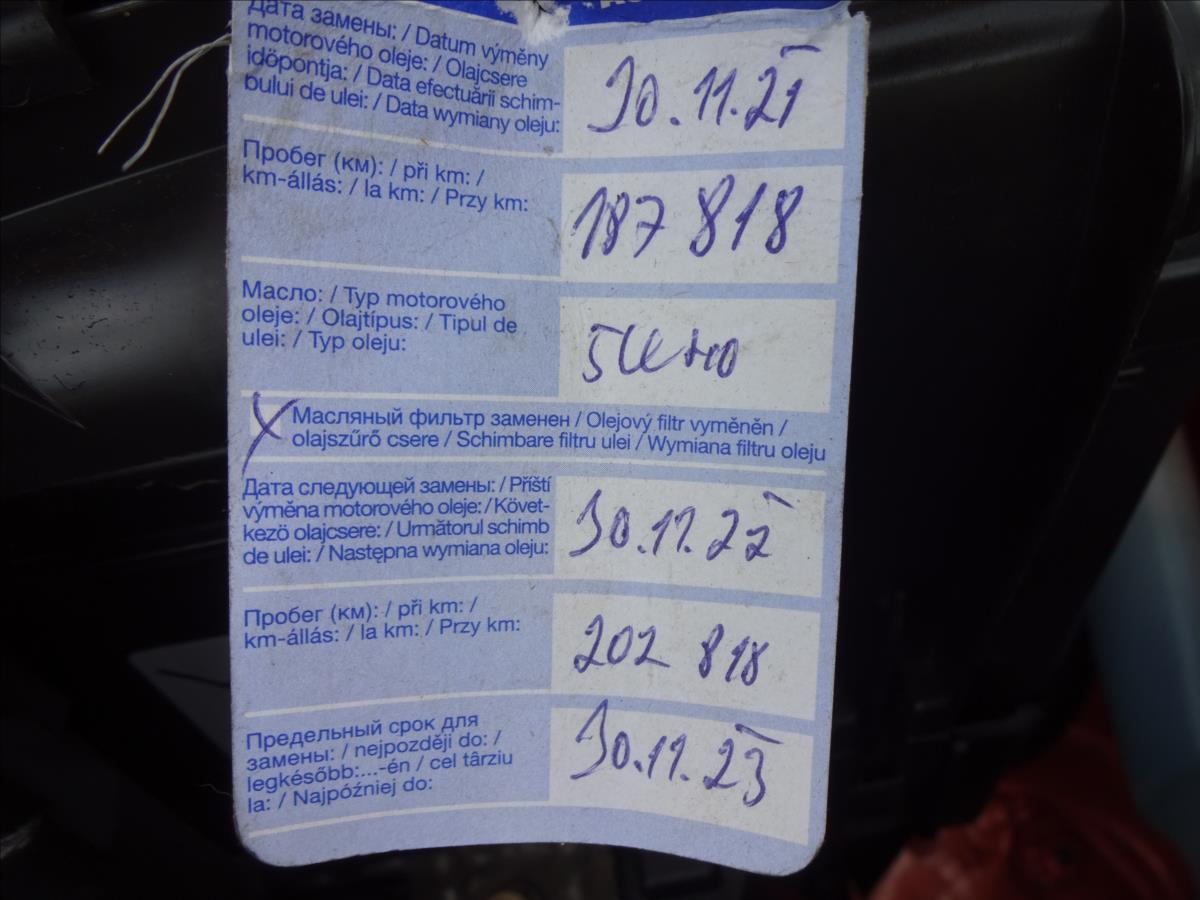 Дата замены: / Datum výměny
motorového oleje: / Olajcsere
idöpontja: / Data efectuării schim-
bului de ulei: / Data wymiany oleju:
30.11.21
Пробег (км): / při km: /
km-állás: / la km: / Przy km:
187 818
Масло: / Typ motorového
oleje: / Olajtípus: / Tipul de
ulei: / Typ oleju:
5W40
X
Масляный фильтр заменен / Olejový filtr vyměněn /
olajszűrő csere / Schimbare filtru ulei / Wymiana filtru oleju
Дата следующей замены: / Příští
výměna motorového oleje: / Követ-
kezö olajcsere: / Următorul schimb
de ulei: / Następna wymiana oleju:
30.11.22
Пробег (км): / při km: /
km-állás: / la km: / Przy km:
202 818
Предельный срок для
замены: / nejpozději do: /
legkésőbb:...-én / cel târziu
la: / Najpóźniej do:
30.11.23